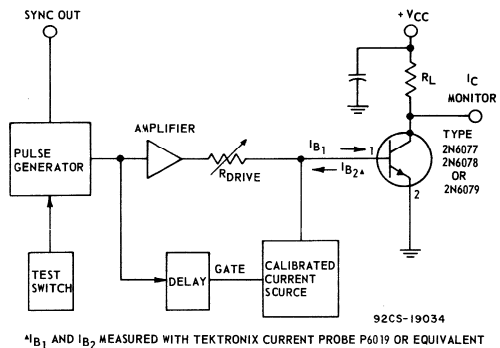 SYNC OUT
+VCC
RL
IC
MONITOR
AMPLIFIER
PULSE
GENERATOR
RDRIVE
IB1
IB2▲
1
2
TYPE
2N6077
2N6078
OR
2N6079
TEST
SWITCH
DELAY
GATE
CALIBRATED
CURRENT
SOURCE
92CS-19034
▲IB1 AND IB2 MEASURED WITH TEKTRONIX CURRENT PROBE P6019 OR EQUIVALENT